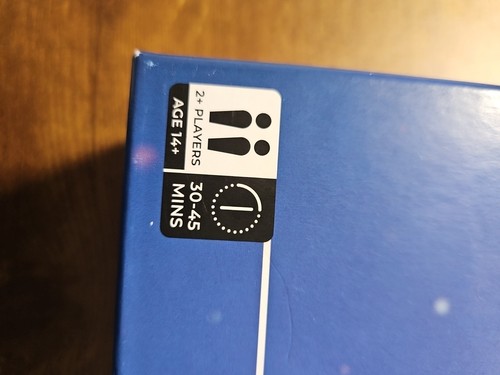 2+ PLAYERS
AGE 14+
30-45
MINS